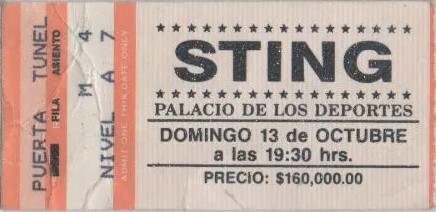 PUERTA TUNEL
FILA ASIENTO
M 4
NIVEL A 7
ADMIT ONE THIS DATE ONLY
STING
PALACIO DE LOS DEPORTES
DOMINGO 13 de OCTUBRE
a las 19:30 hrs.
PRECIO: $160,000.00